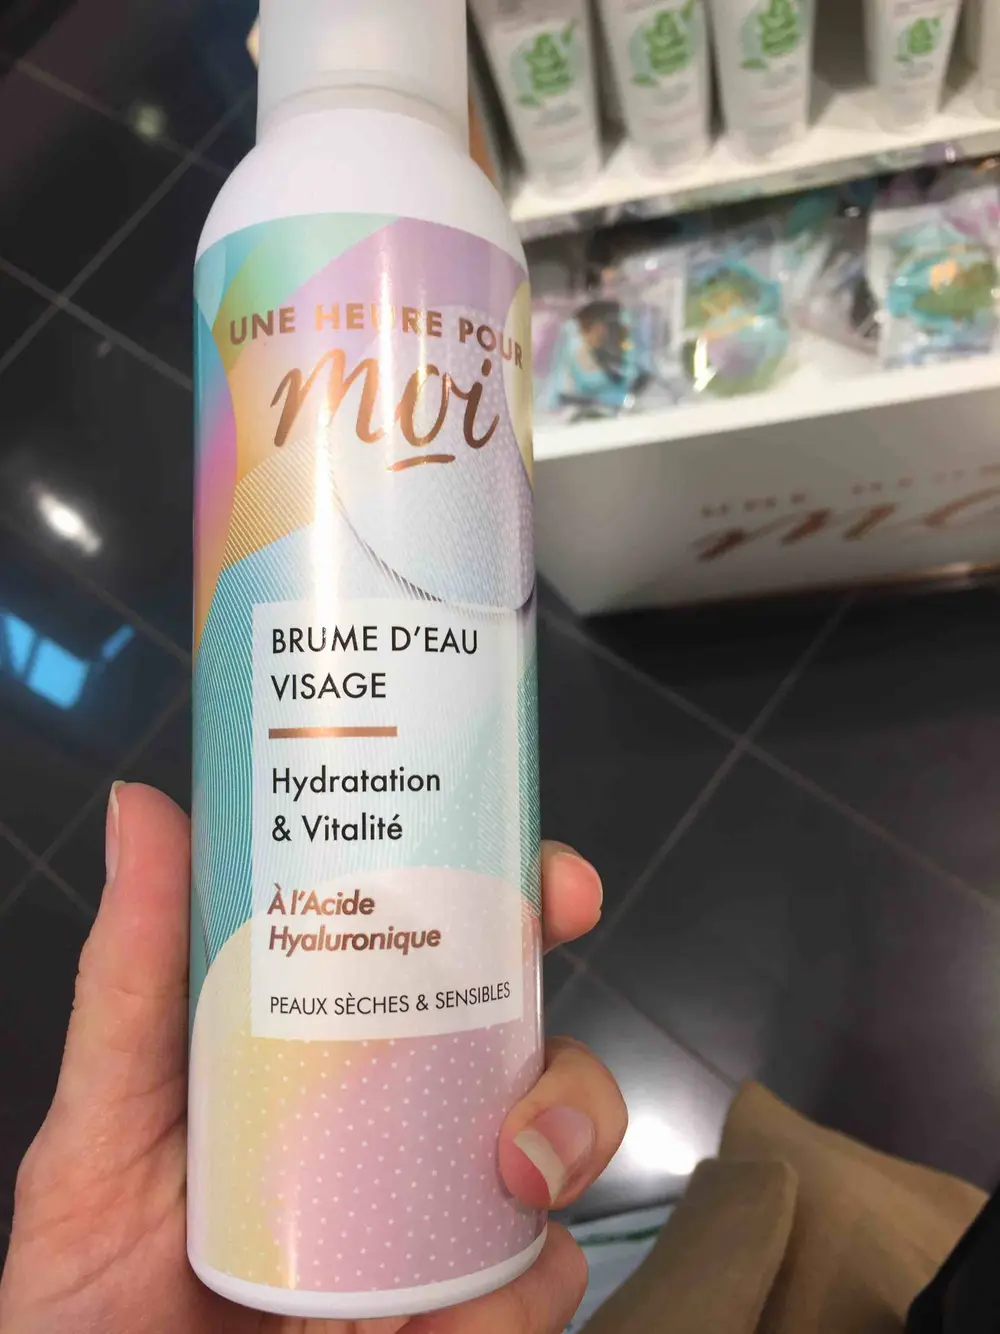 UNE HEURE POUR
moi
BRUME D'EAU
VISAGE
Hydratation
& Vitalité
À l'Acide
Hyaluronique
PEAUX SÈCHES & SENSIBLES